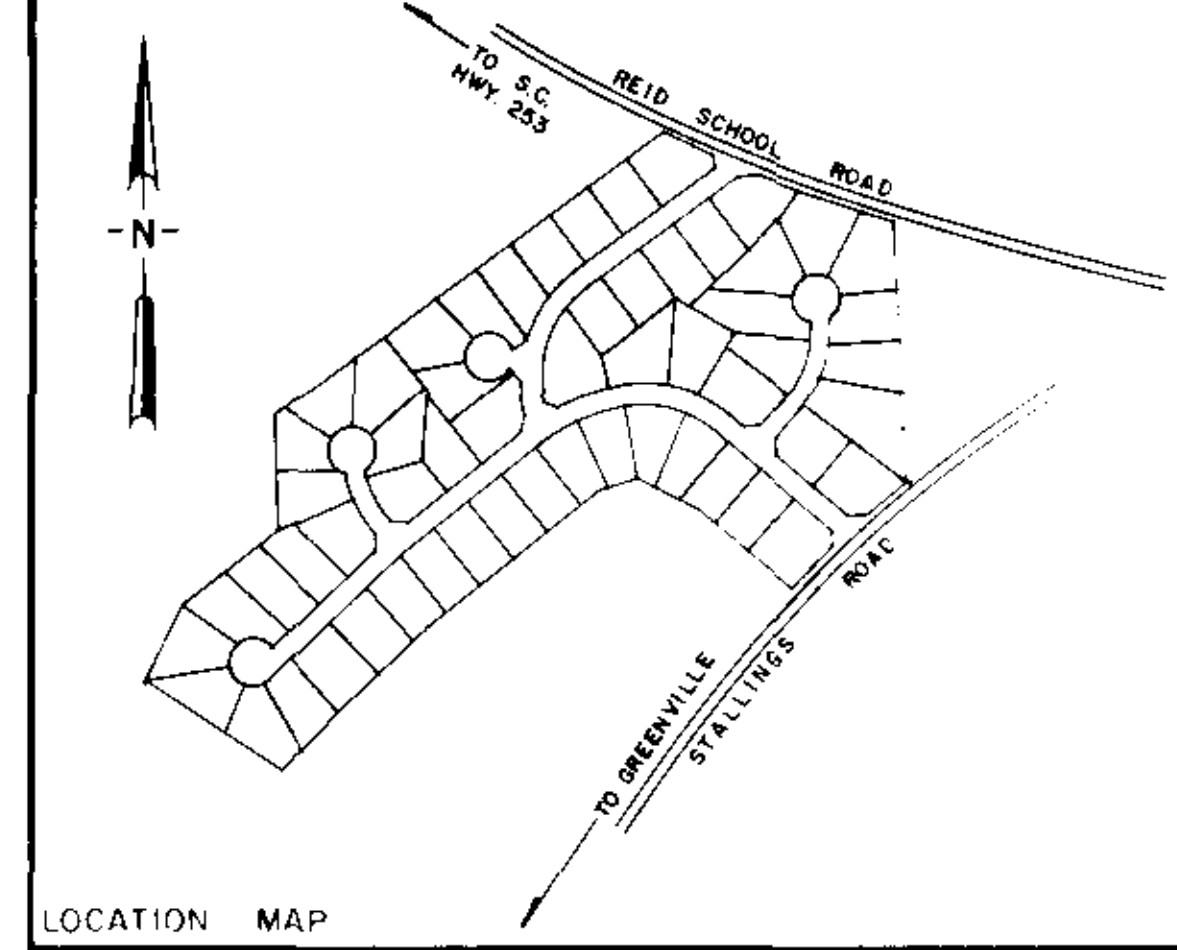 TO S.C.
HWY. 253
REID SCHOOL ROAD
-N-
TO GREENVILLE
STALLINGS ROAD
LOCATION MAP